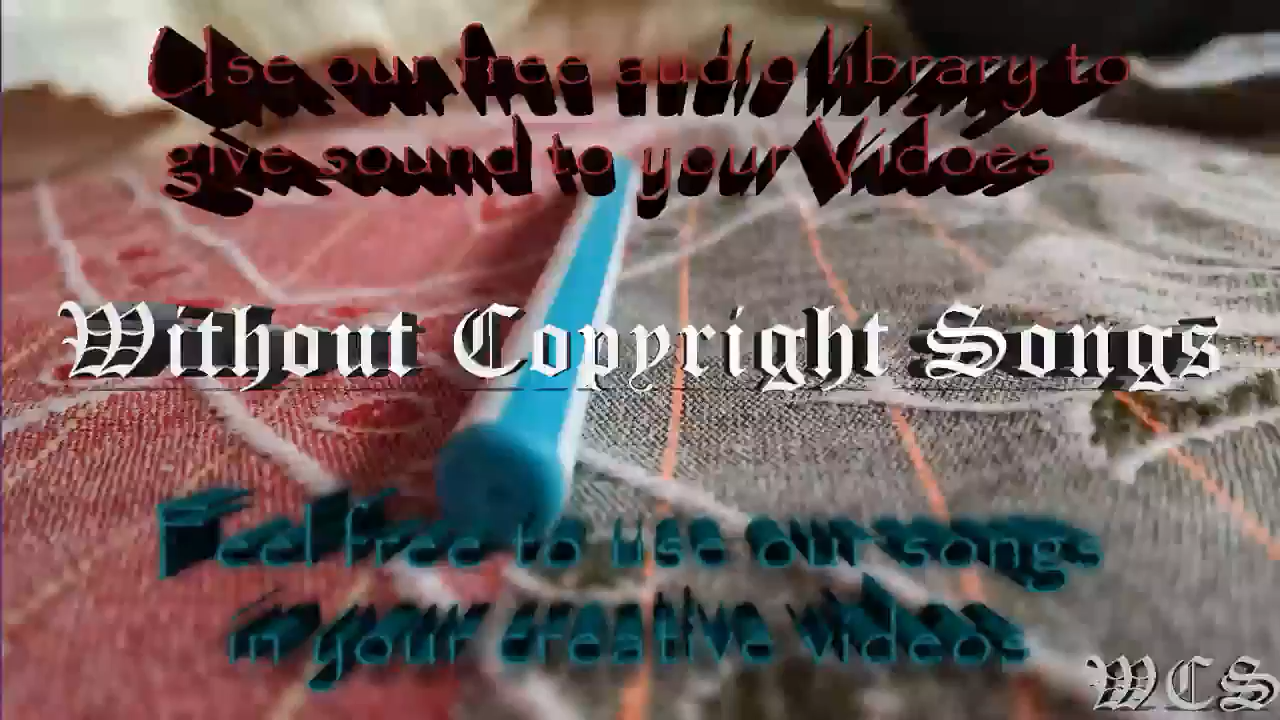 Use our free audio library to
give sound to your Vidoes
Without Copyright Songs
Feel free to use our songs
in your creative videos
WCS